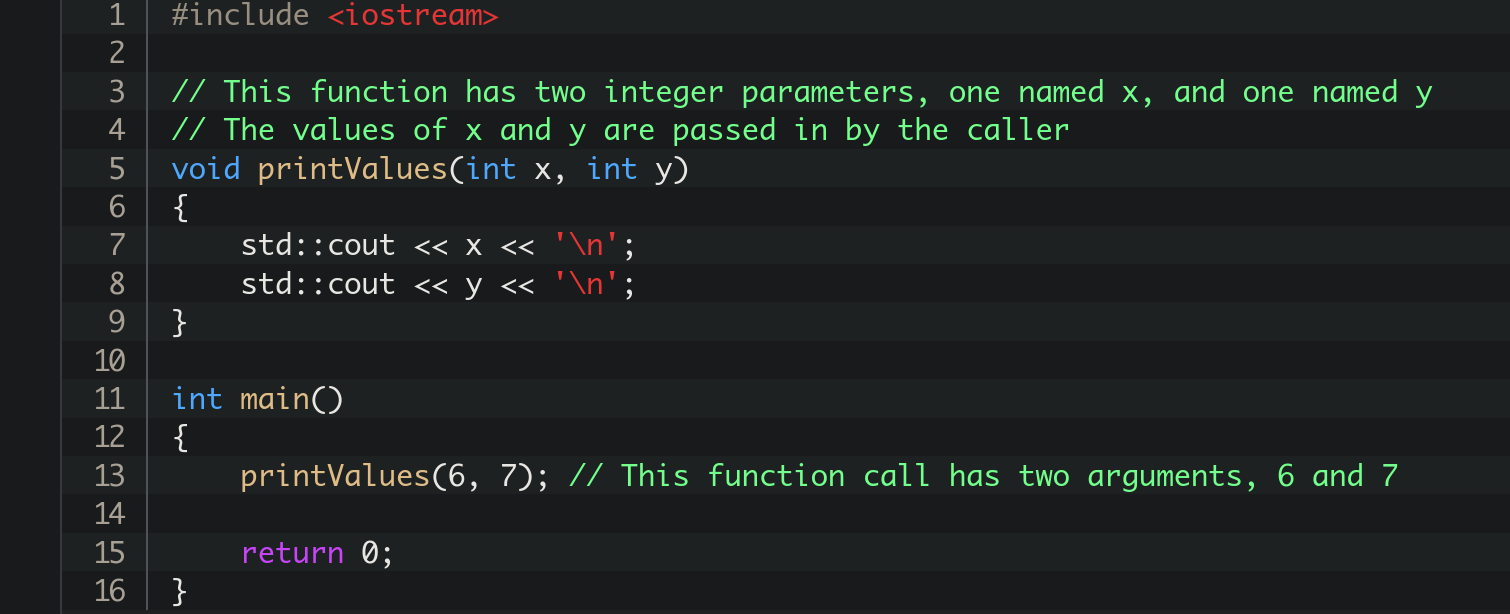 1 #include <iostream>
2
3 // This function has two integer parameters, one named x, and one named y
4 // The values of x and y are passed in by the caller
5 void printValues(int x, int y)
6 {
7     std::cout << x << '\n';
8     std::cout << y << '\n';
9 }
10
11 int main()
12 {
13     printValues(6, 7); // This function call has two arguments, 6 and 7
14
15     return 0;
16 }